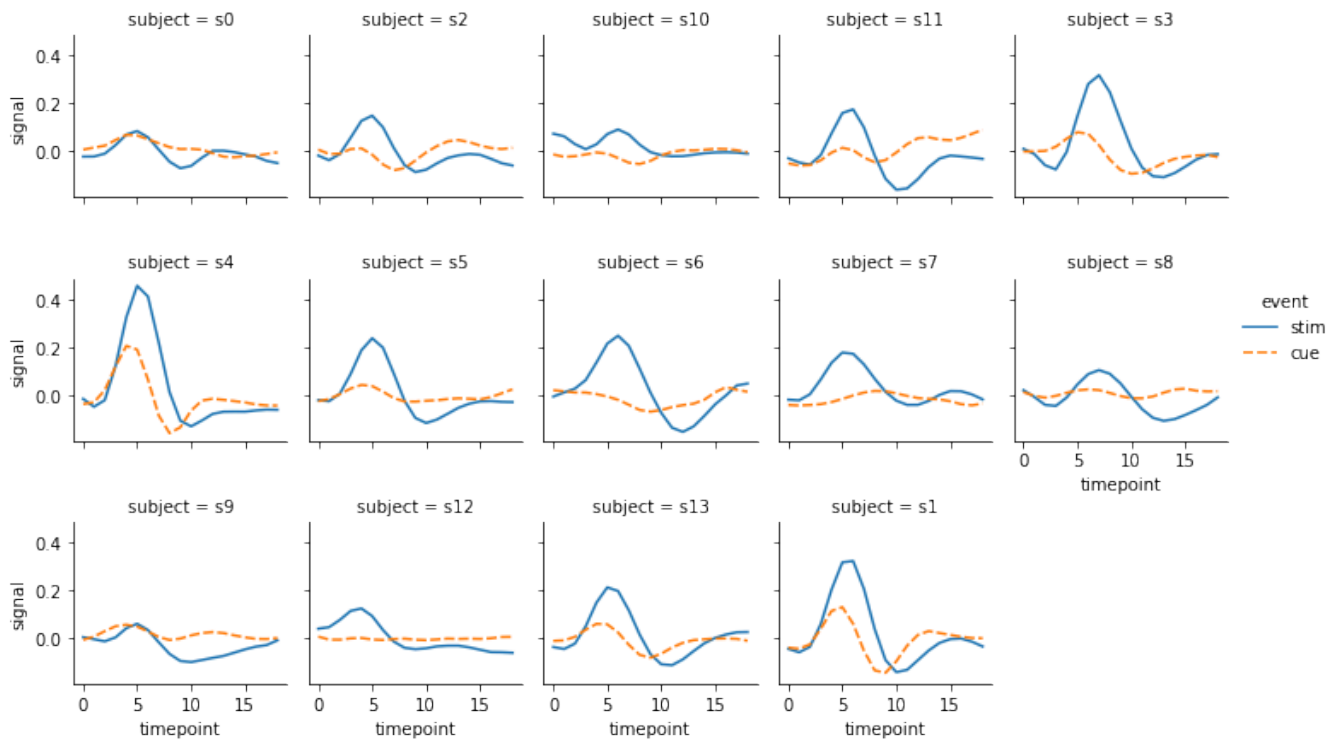 subject = s0 subject = s2 subject = s10 subject = s11 subject = s3
0.4
0.2
0.0
signal
subject = s4 subject = s5 subject = s6 subject = s7 subject = s8
0.4
0.2
0.0
signal
0 5 10 15
timepoint
event
stim
cue
subject = s9 subject = s12 subject = s13 subject = s1
0.4
0.2
0.0
signal
0 5 10 15 0 5 10 15 0 5 10 15 0 5 10 15
timepoint timepoint timepoint timepoint